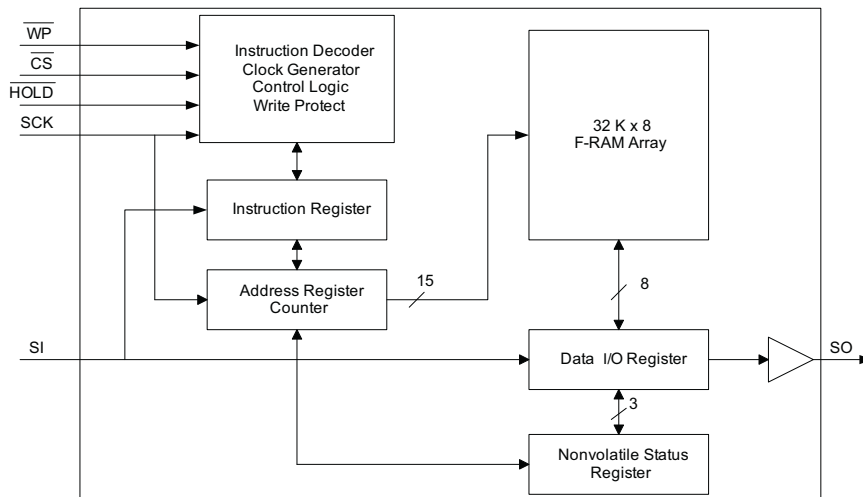 WP
CS
HOLD
SCK
Instruction Decoder
Clock Generator
Control Logic
Write Protect
32 K x 8
F-RAM Array
Instruction Register
Address Register
Counter
15
8
SI
Data I/O Register
SO
3
Nonvolatile Status
Register